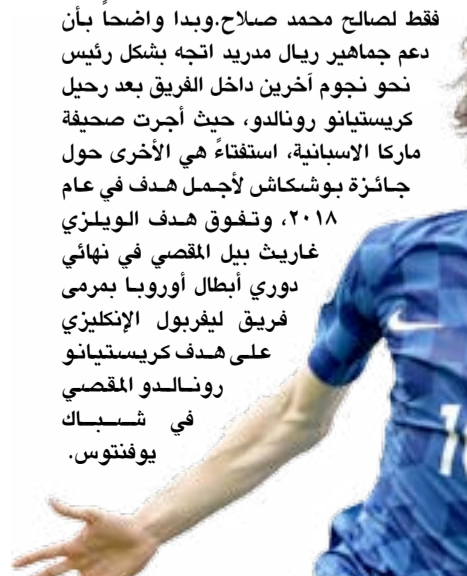 فقط لصالح محمد صلاح.وبدا واضحاً بأن
دعم جماهير ريال مدريد اتجه بشكل رئيس
نحو نجوم آخرين داخل الفريق بعد رحيل
كريستيانو رونالدو، حيث أجرت صحيفة
ماركا الاسبانية، استفتاءً هي الأخرى حول
جائزة بوشكاش لأجمل هدف في عام
٢٠١٨، وتفوق هدف الويلزي
غاريث بيل المقصي في نهائي
دوري أبطال أوروبا بمرمى
فريق ليفربول الإنكليزي
على هدف كريستيانو
رونالدو المقصي
في شباك
يوفنتوس.